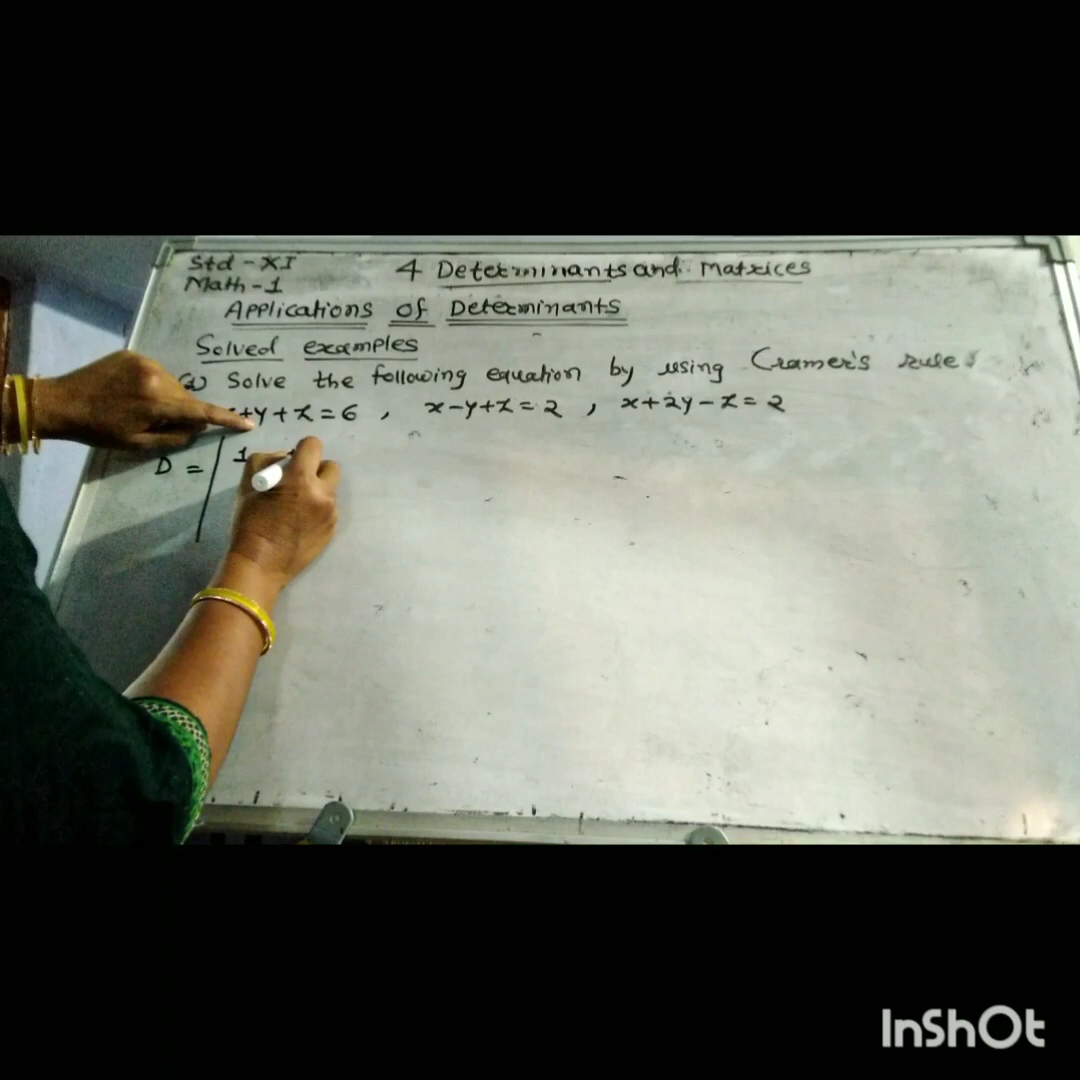 Std - XI
Math - 1
4 Determinants and Matrices
Applications of Determinants
Solved examples
Solve the following equation by using Cramer's rule.
+y+z=6 , x-y+z=2 , x+2y-z=2
D = | 1
InShOt